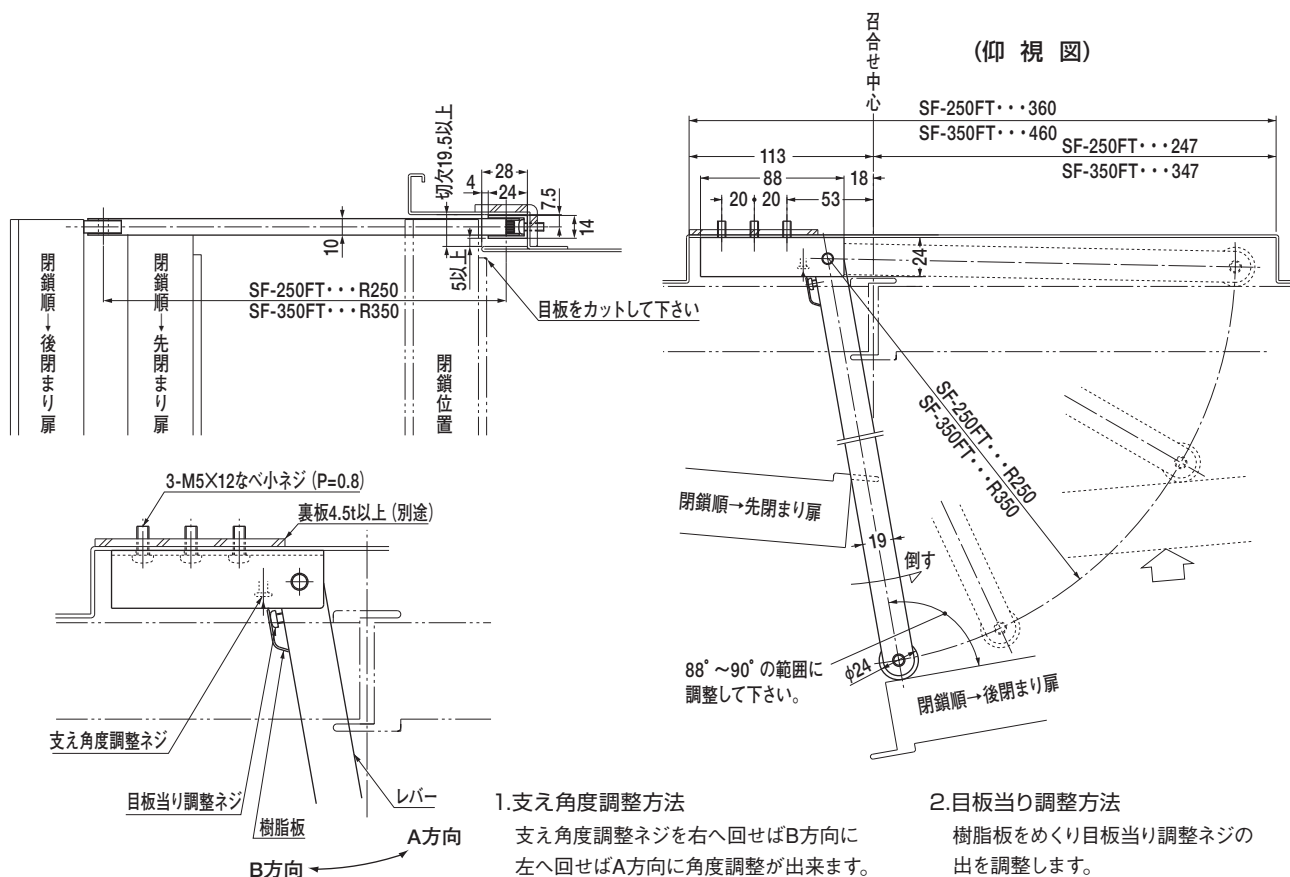 召合せ中心
(仰 視 図)
SF-250FT･･･360
SF-350FT･･･460
SF-250FT･･･247
SF-350FT･･･347
113
88
18
20
20
53
24
切欠19.5以上
28
4
24
7.5
14
10
5以上
SF-250FT･･･R250
SF-350FT･･･R350
目板をカットして下さい
閉鎖順→後閉まり扉
閉鎖順→先閉まり扉
閉鎖位置
SF-250FT･･･R250
SF-350FT･･･R350
閉鎖順→先閉まり扉
19
倒す
88°～90°の範囲に
調整して下さい。
φ24
閉鎖順→後閉まり扉
3-M5×12なべ小ネジ (P=0.8)
裏板4.5t以上 (別途)
支え角度調整ネジ
目板当り調整ネジ
樹脂板
レバー
A方向
B方向
1.支え角度調整方法
支え角度調整ネジを右へ回せばB方向に
左へ回せばA方向に角度調整が出来ます。
2.目板当り調整方法
樹脂板をめくり目板当り調整ネジの
出を調整します。